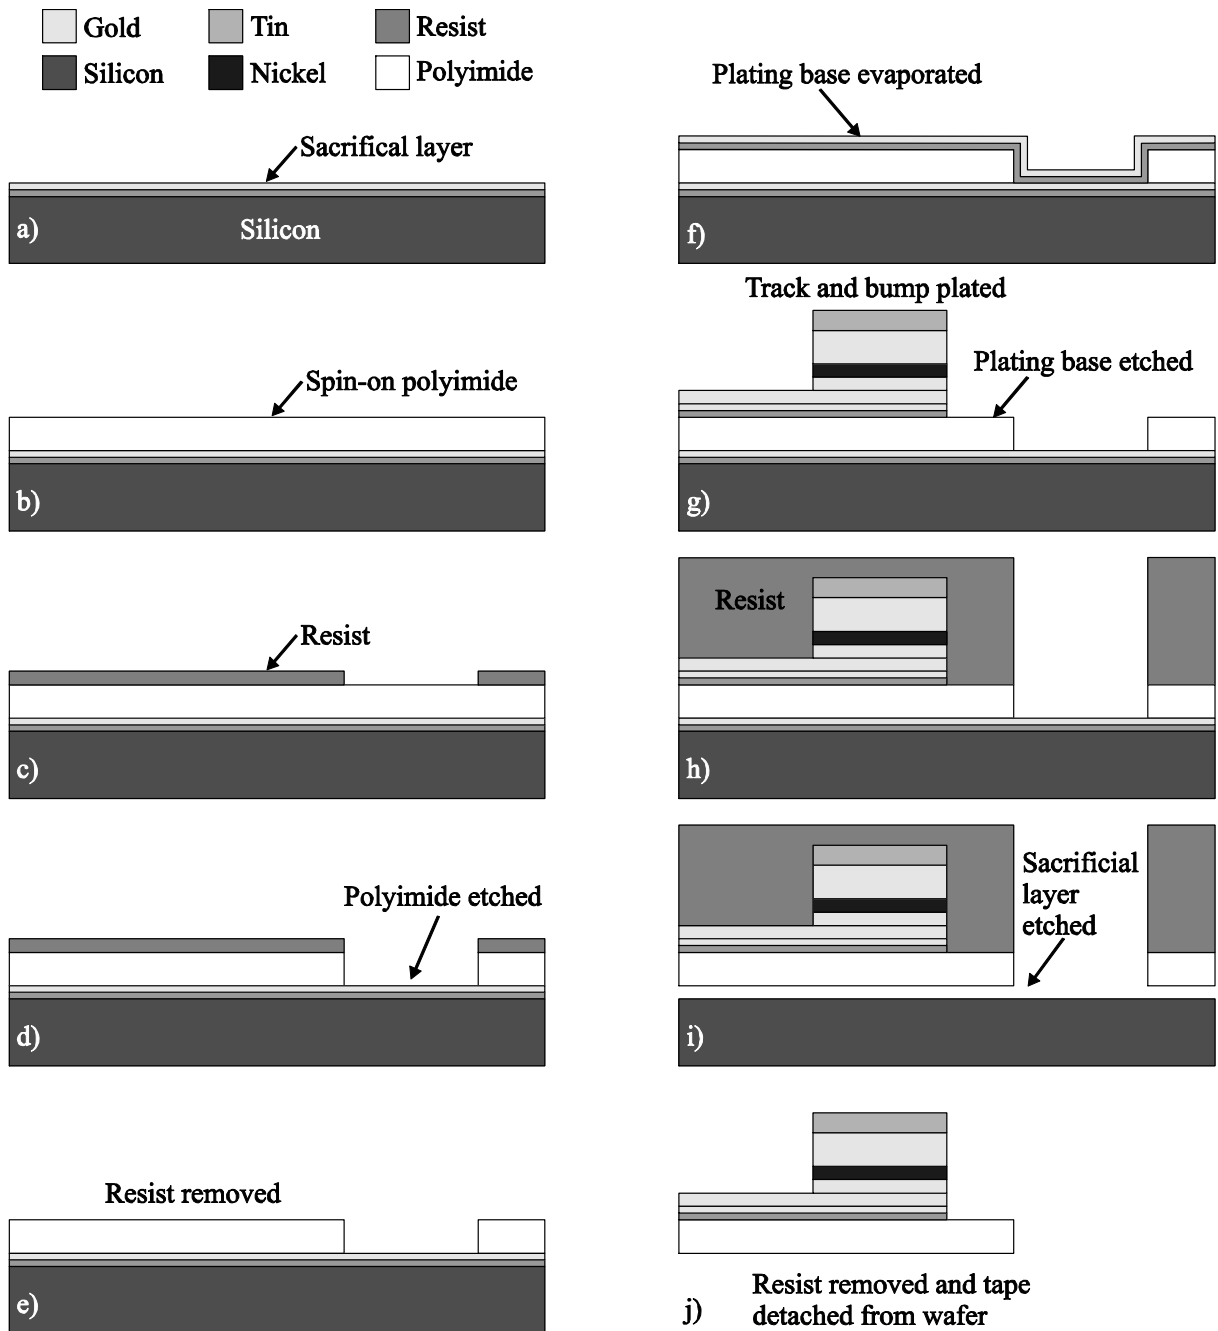 Gold
Tin
Resist
Silicon
Nickel
Polyimide
Sacrifical layer
Silicon
a)
Spin-on polyimide
b)
Resist
c)
Polyimide etched
d)
Resist removed
e)
Plating base evaporated
f)
Track and bump plated
Plating base etched
g)
Resist
h)
Sacrificial
layer
etched
i)
Resist removed and tape
detached from wafer
j)